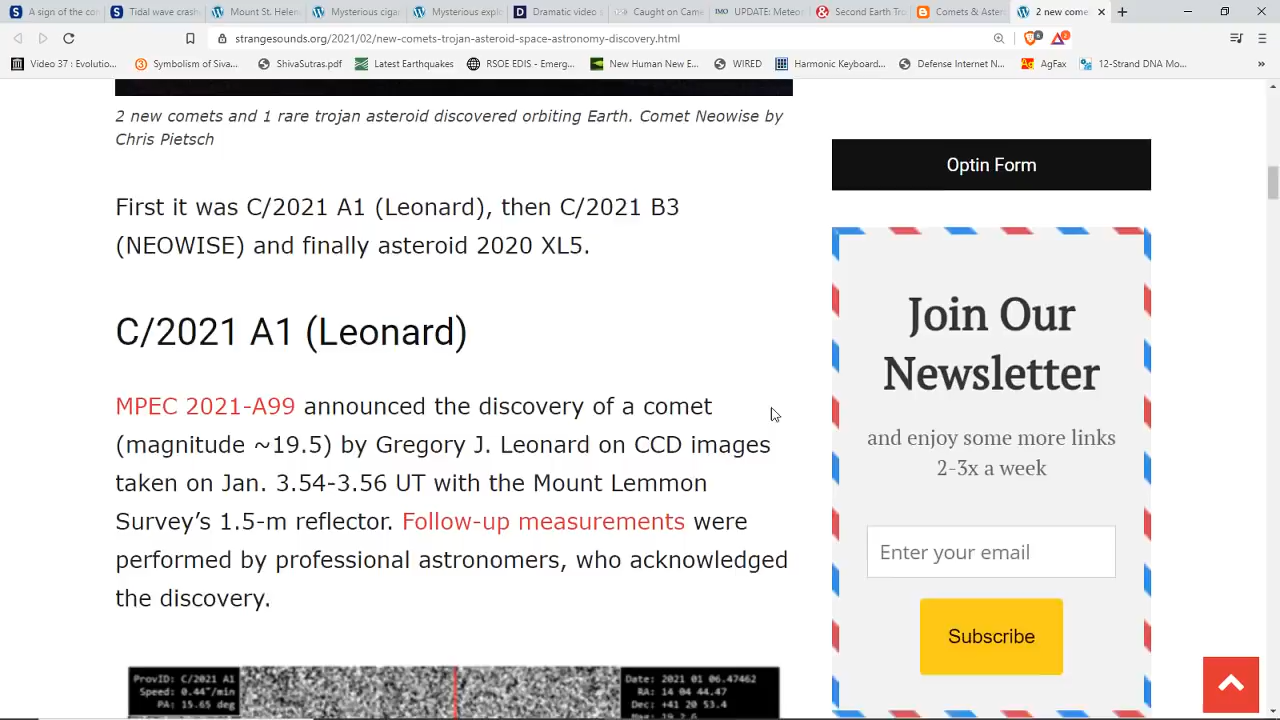 A sign of the cor
Tidal wave crash
Mount St. Helen
Mysterious cigar
Mysterious expl
Dramatic video
Caught on Came
IMO UPDATE: Meteo
Second Earth Tro
Comets & Astero
2 new come
strangesounds.org/2021/02/new-comets-trojan-asteroid-space-astronomy-discovery.html
Video 37 : Evolutio...
Symbolism of Siva...
ShivaSutras.pdf
Latest Earthquakes
RSOE EDIS - Emerg...
New Human New E...
WIRED
Harmonic Keyboard...
Defense Internet N...
AgFax
12-Strand DNA Mo...
2 new comets and 1 rare trojan asteroid discovered orbiting Earth. Comet Neowise by
Chris Pietsch
First it was C/2021 A1 (Leonard), then C/2021 B3
(NEOWISE) and finally asteroid 2020 XL5.
C/2021 A1 (Leonard)
MPEC 2021-A99 announced the discovery of a comet
(magnitude ~19.5) by Gregory J. Leonard on CCD images
taken on Jan. 3.54-3.56 UT with the Mount Lemmon
Survey's 1.5-m reflector. Follow-up measurements were
performed by professional astronomers, who acknowledged
the discovery.
ProvID: C/2021 A1
Speed: 0.44"/min
PA: 15.65 deg
Date: 2021 01 06.47462
RA: 14 04 44.47
Dec: +41 20 53.4
Optin Form
Join Our
Newsletter
and enjoy some more links
2-3x a week
Enter your email
Subscribe